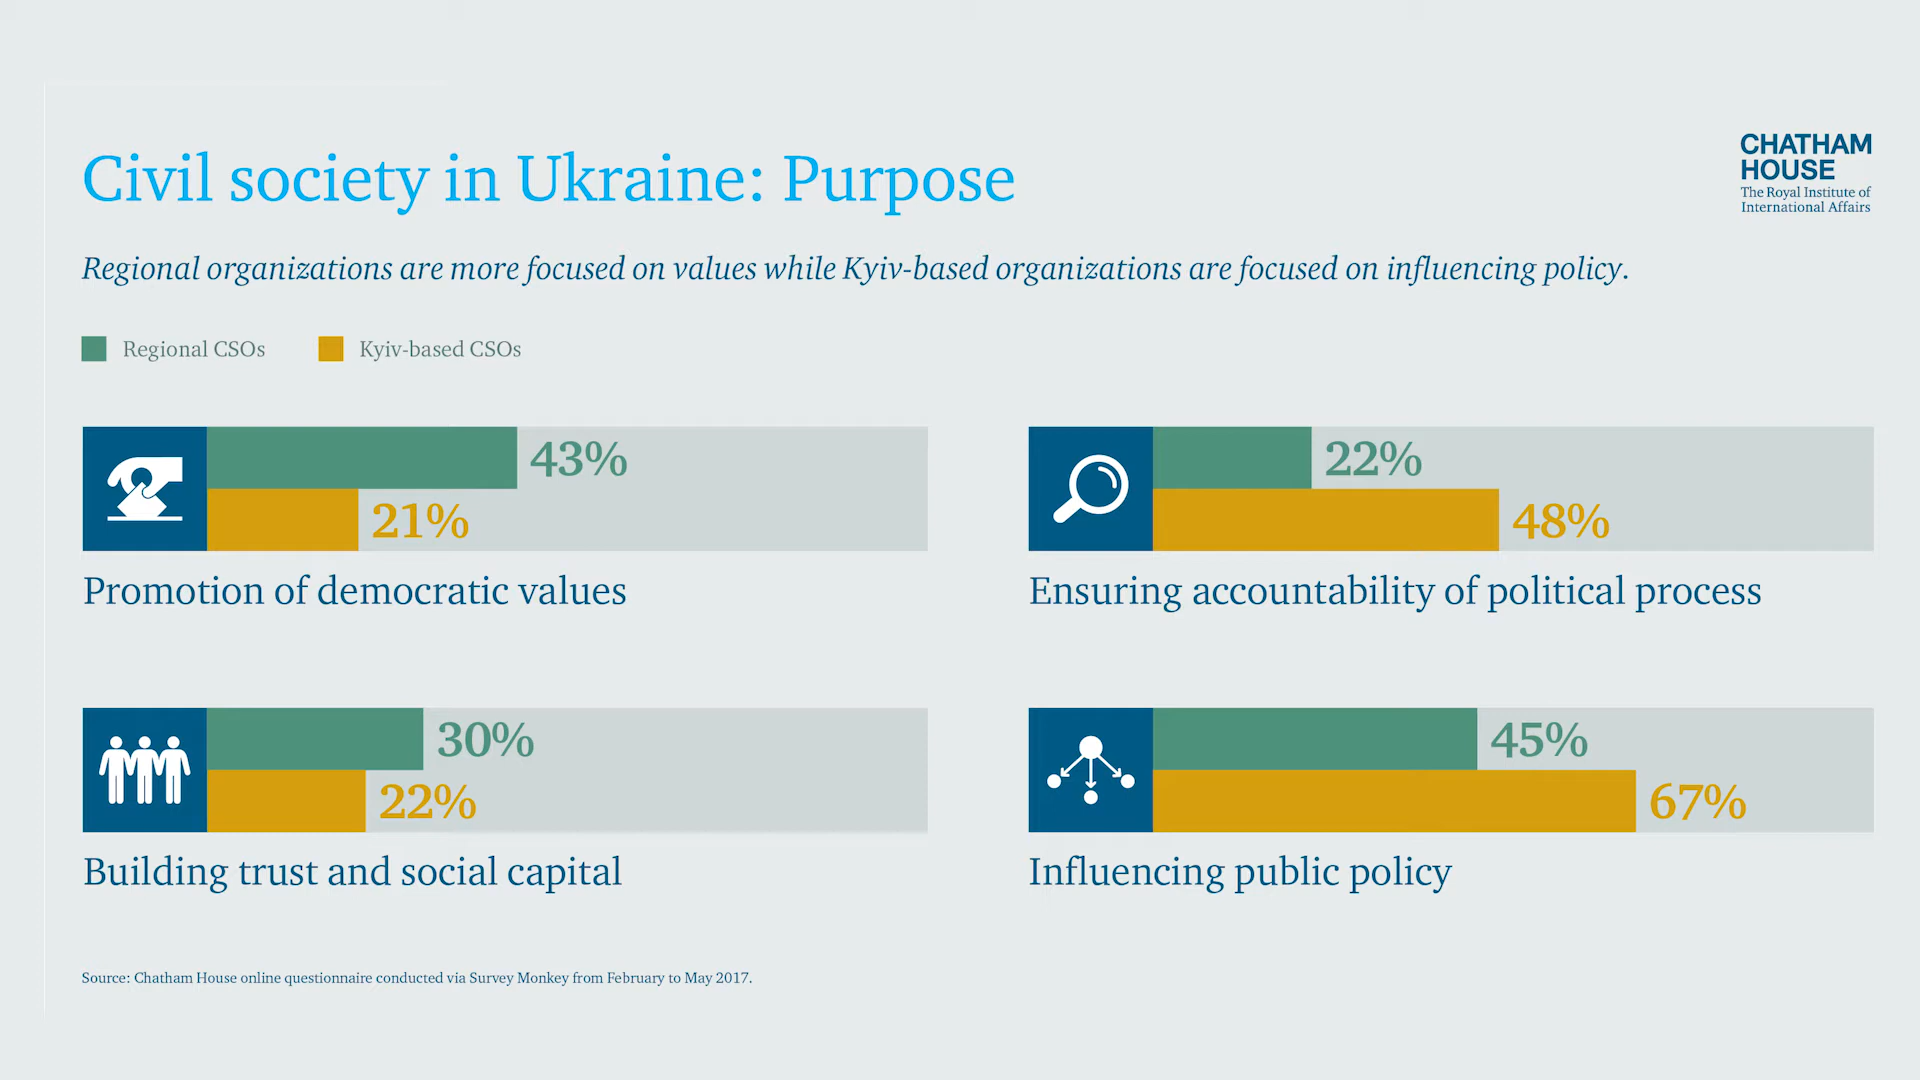 Civil society in Ukraine: Purpose
CHATHAM
HOUSE
The Royal Institute of
International Affairs
Regional organizations are more focused on values while Kyiv-based organizations are focused on influencing policy.
Regional CSOs
Kyiv-based CSOs
43%
21%
Promotion of democratic values
22%
48%
Ensuring accountability of political process
30%
22%
Building trust and social capital
45%
67%
Influencing public policy
Source: Chatham House online questionnaire conducted via Survey Monkey from February to May 2017.